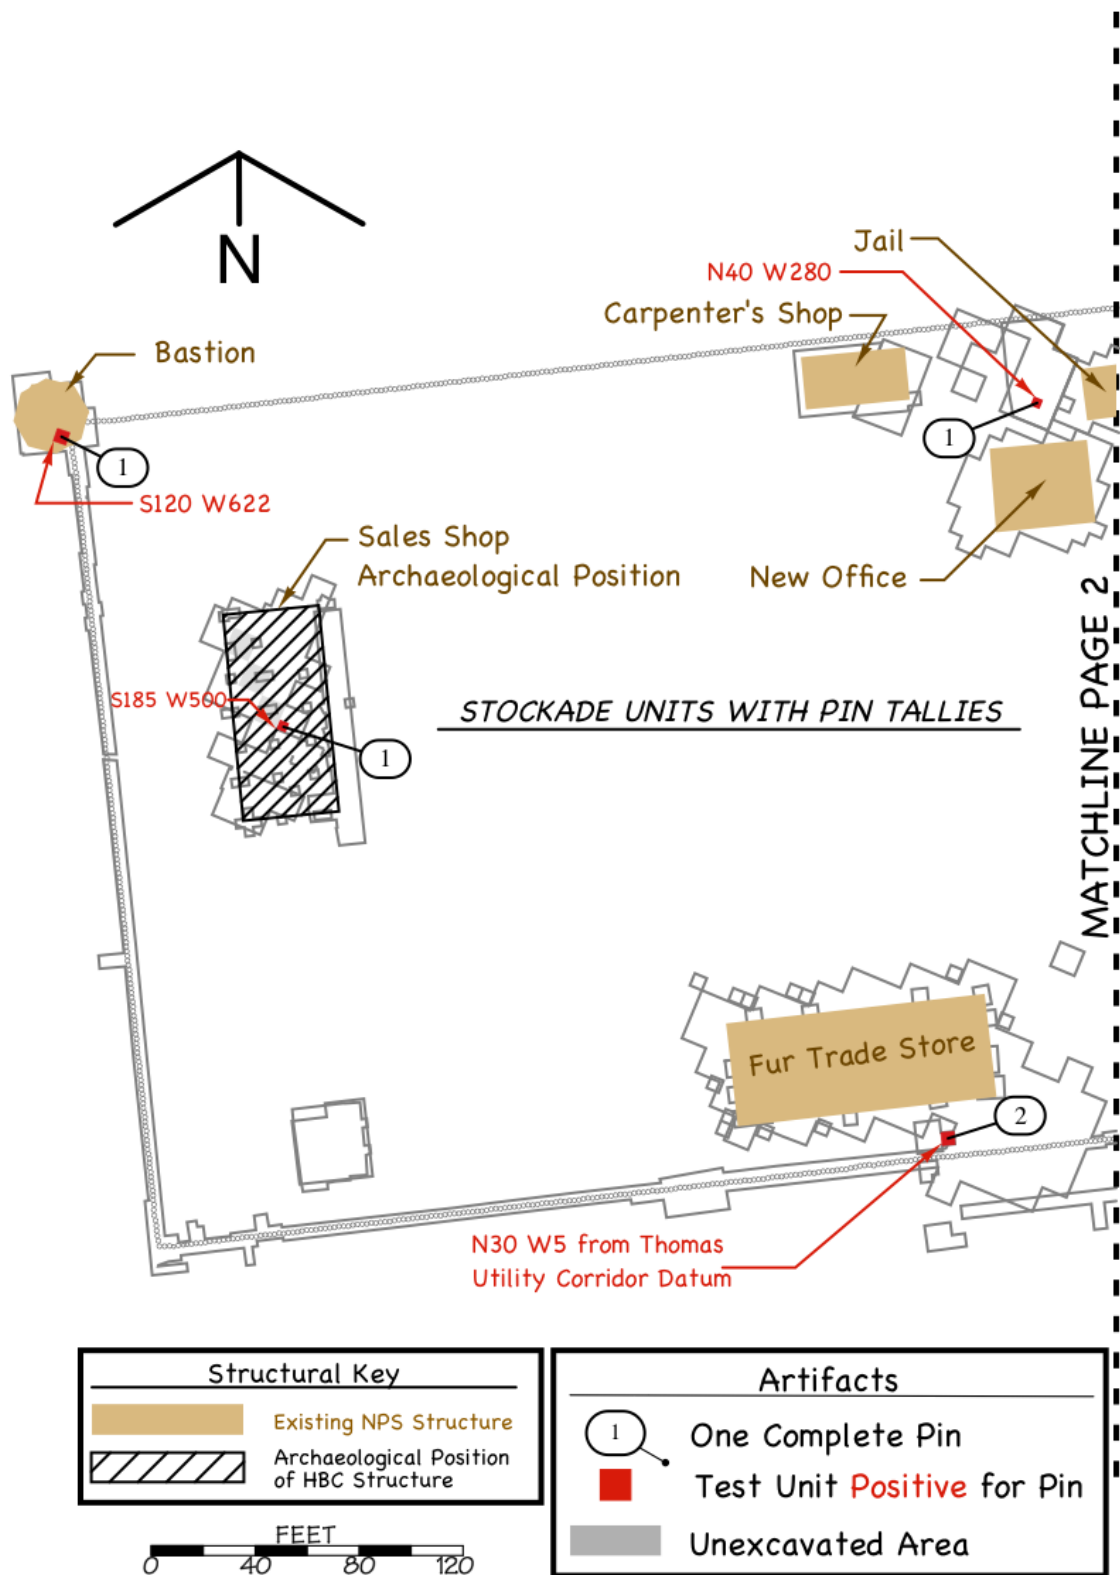 N
Jail
N40 W280
Carpenter's Shop
Bastion
1
1
S120 W622
Sales Shop
Archaeological Position
New Office
S185 W500
STOCKADE UNITS WITH PIN TALLIES
1
MATCHLINE PAGE 2
Fur Trade Store
2
N30 W5 from Thomas
Utility Corridor Datum
Structural Key
Existing NPS Structure
Archaeological Position
of HBC Structure
FEET
0 40 80 120
Artifacts
1 One Complete Pin
Test Unit Positive for Pin
Unexcavated Area